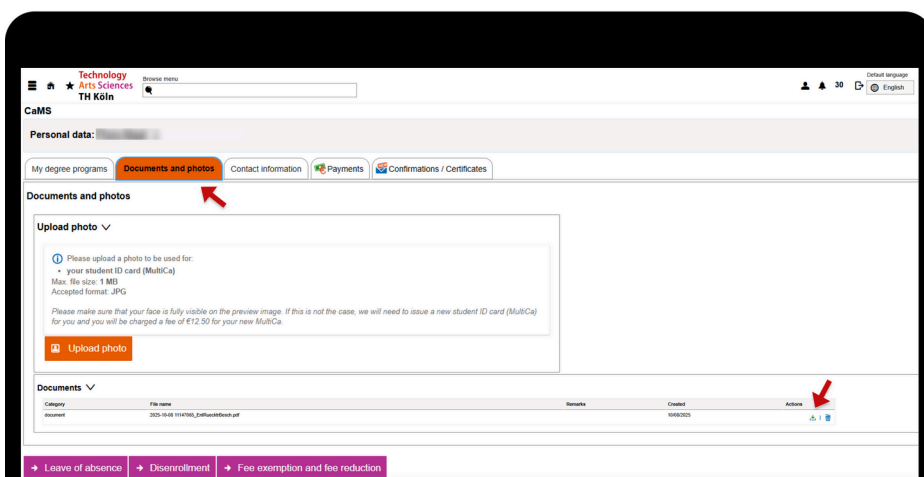 Technology
Arts Sciences
TH Köln
Browse menu
30
Default language
English
CaMS
Personal data:
My degree programs
Documents and photos
Contact information
Payments
Confirmations / Certificates
Documents and photos
Upload photo
Please upload a photo to be used for:
• your student ID card (MultiCa)
Max. file size: 1 MB
Accepted format: JPG
Please make sure that your face is fully visible on the preview image. If this is not the case, we will need to issue a new student ID card (MultiCa)
for you and you will be charged a fee of €12.50 for your new MultiCa.
Upload photo
Documents
Category File name Remarks Created Actions
document 2025-10-08 11147065_EntRuecktrBesch.pdf 10/08/2025
Leave of absence
Disenrollment
Fee exemption and fee reduction